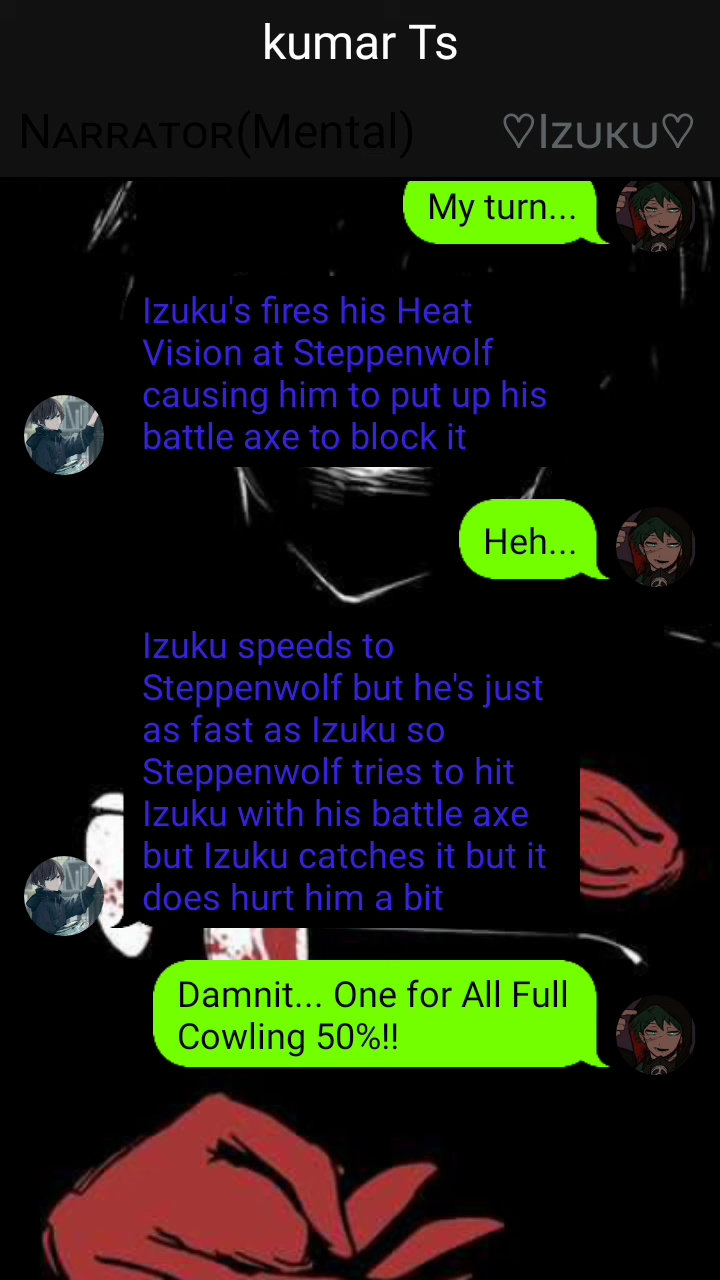 kumar Ts
Narrator(Mental) ♡Izuku♡
My turn...
Izuku's fires his Heat
Vision at Steppenwolf
causing him to put up his
battle axe to block it
Heh...
Izuku speeds to
Steppenwolf but he's just
as fast as Izuku so
Steppenwolf tries to hit
Izuku with his battle axe
but Izuku catches it but it
does hurt him a bit
Damnit... One for All Full
Cowling 50%!!